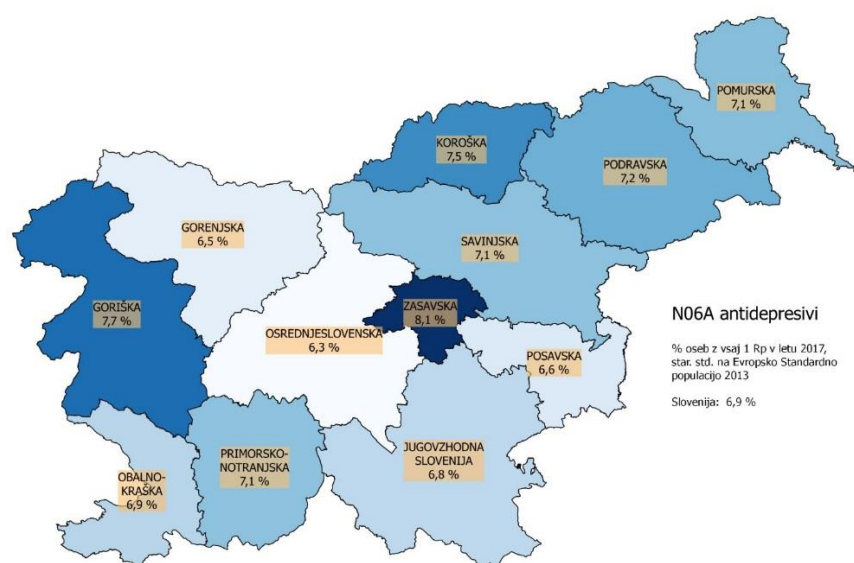 POMURSKA
7,1 %
KOROŠKA
7,5 %
PODRAVSKA
7,2 %
GORENJSKA
6,5 %
SAVINJSKA
7,1 %
GORIŠKA
7,7 %
ZASAVSKA
8,1 %
OSREDNJESLOVENSKA
6,3 %
POSAVSKA
6,6 %
N06A antidepresivi
% oseb z vsaj 1 Rp v letu 2017,
star. std. na Evropsko Standardno
populacijo 2013
Slovenija: 6,9 %
PRIMORSKO-
NOTRANJSKA
7,1 %
JUGOVZHODNA
SLOVENIJA
6,8 %
OBALNO-
KRAŠKA
6,9 %